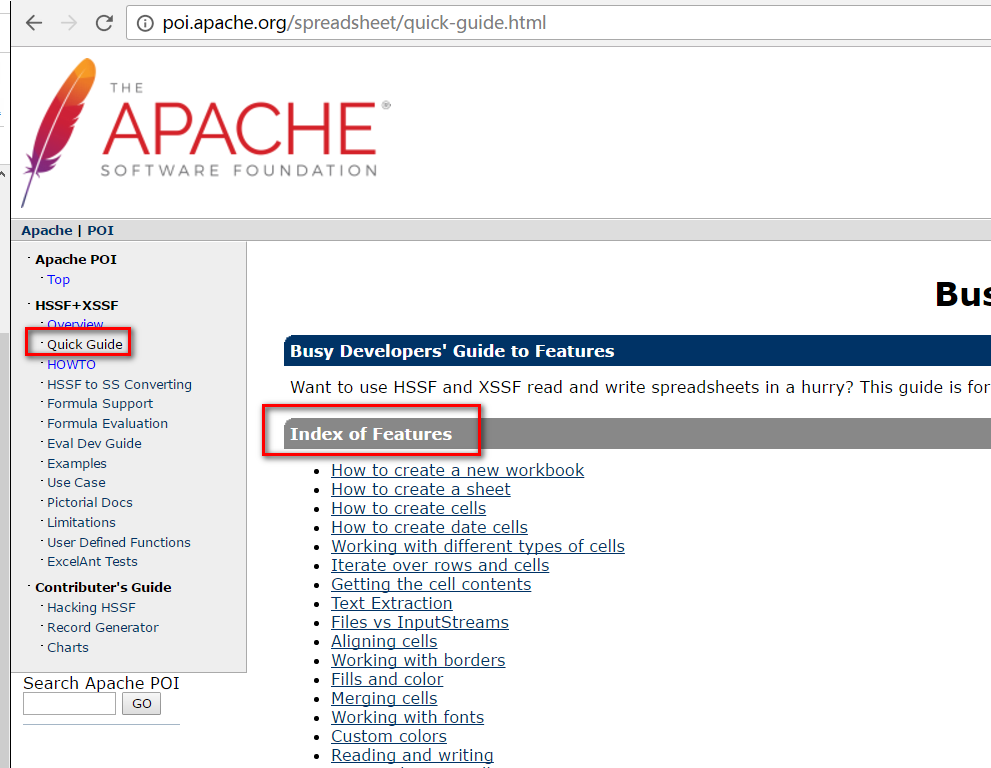 poi.apache.org/spreadsheet/quick-guide.html
THE
APACHE®
SOFTWARE FOUNDATION
Apache | POI
Apache POI
Top
HSSF+XSSF
Overview
Quick Guide
HOWTO
HSSF to SS Converting
Formula Support
Formula Evaluation
Eval Dev Guide
Examples
Use Case
Pictorial Docs
Limitations
User Defined Functions
ExcelAnt Tests
Contributer's Guide
Hacking HSSF
Record Generator
Charts
Search Apache POI
GO
Bus
Busy Developers' Guide to Features
Want to use HSSF and XSSF read and write spreadsheets in a hurry? This guide is for
Index of Features
How to create a new workbook
How to create a sheet
How to create cells
How to create date cells
Working with different types of cells
Iterate over rows and cells
Getting the cell contents
Text Extraction
Files vs InputStreams
Aligning cells
Working with borders
Fills and color
Merging cells
Working with fonts
Custom colors
Reading and writing